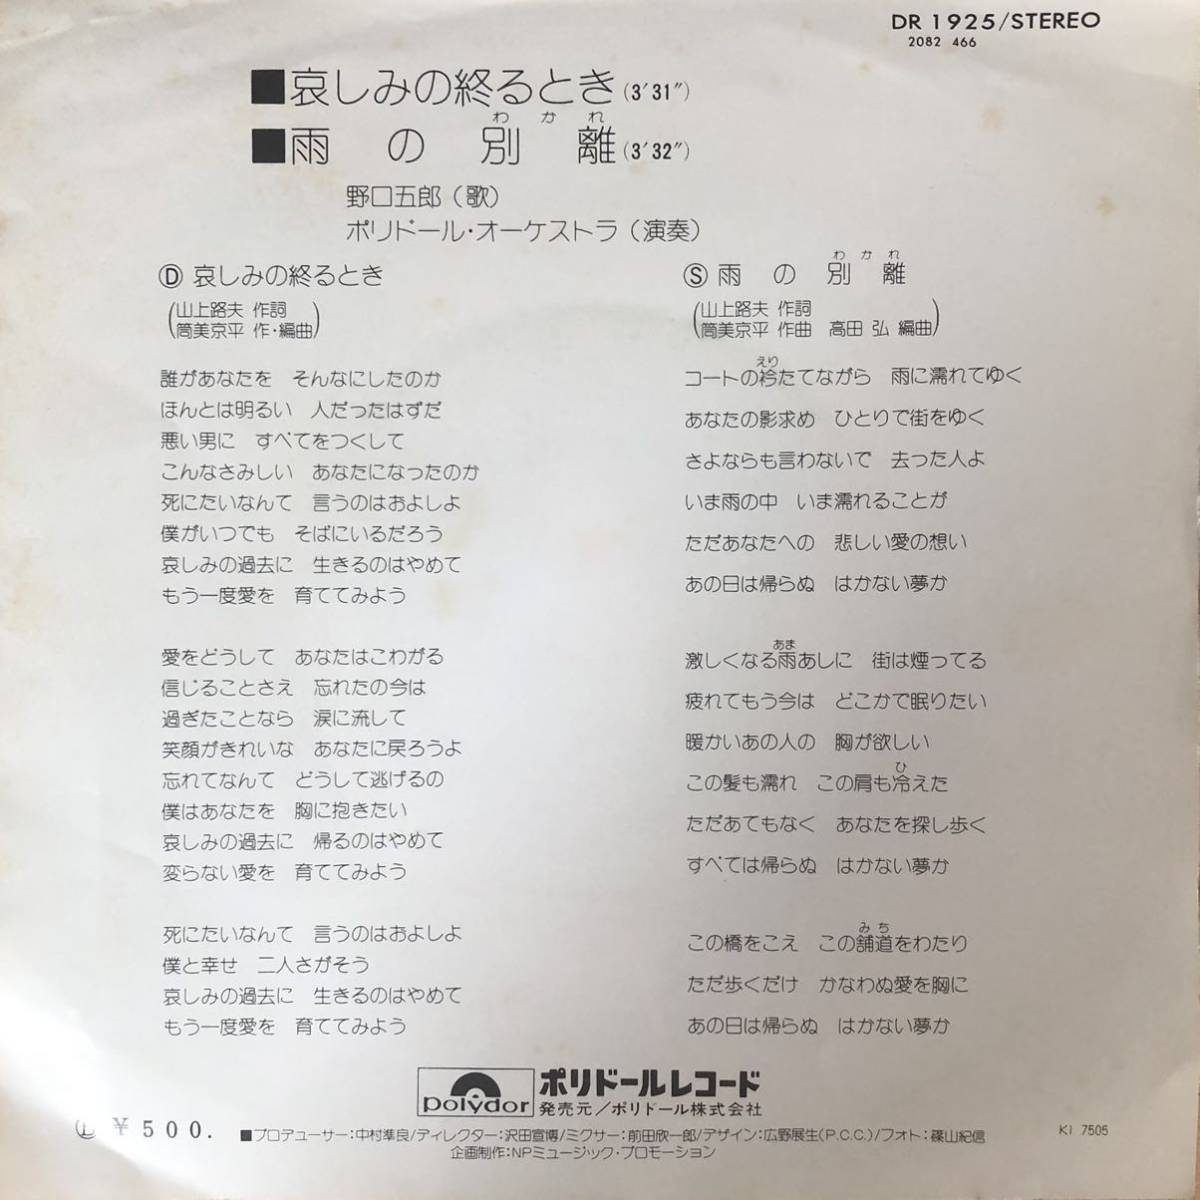 DR 1925/STEREO
2082 466
■哀しみの終るとき(3′31″)
わかれ
■雨の別離(3′32″)
野口五郎(歌)
ポリドール・オーケストラ(演奏)
Ⓓ 哀しみの終るとき
(山上路夫 作詞
筒美京平 作・編曲)
誰があなたを そんなにしたのか
ほんとは明るい 人だったはずだ
悪い男に すべてをつくして
こんなさみしい あなたになったのか
死にたいなんて 言うのはおよしよ
僕がいつでも そばにいるだろう
哀しみの過去に 生きるのはやめて
もう一度愛を 育ててみよう
愛をどうして あなたはこわがる
信じることさえ 忘れたの今は
過ぎたことなら 涙に流して
笑顔がきれいな あなたに戻ろうよ
忘れてなんて どうして逃げるの
僕はあなたを 胸に抱きたい
哀しみの過去に 帰るのはやめて
変らない愛を 育ててみよう
死にたいなんて 言うのはおよしよ
僕と幸せ 二人さがそう
哀しみの過去に 生きるのはやめて
もう一度愛を 育ててみよう
わかれ
Ⓢ 雨の別離
(山上路夫 作詞
筒美京平 作曲 高田 弘 編曲)
えり
コートの衿たてながら 雨に濡れてゆく
あなたの影求め ひとりで街をゆく
さよならも言わないで 去った人よ
いま雨の中 いま濡れることが
ただあなたへの 悲しい愛の想い
あの日は帰らぬ はかない夢か
あま
激しくなる雨あしに 街は煙ってる
疲れてもう今は どこかで眠りたい
暖かいあの人の 胸が欲しい
ひ
この髪も濡れ この肩も冷えた
ただあてもなく あなたを探し歩く
すべては帰らぬ はかない夢か
みち
この橋をこえ この舗道をわたり
ただ歩くだけ かなわぬ愛を胸に
あの日は帰らぬ はかない夢か
polydor
ポリドールレコード
発売元/ポリドール株式会社
Ⓛ ¥500.
■プロデューサー:中村準良/ディレクター:沢田宣博/ミクサー:前田欣一郎/デザイン:広野展生(P.C.C.)/フォト:篠山紀信
企画制作:NPミュージック・プロモーション
KI 7505